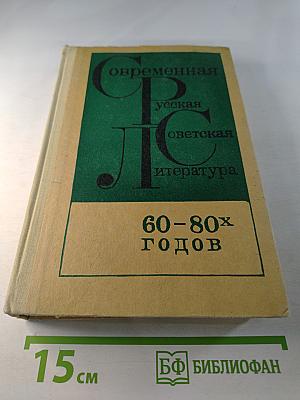 Современная
Русская
Советская
Литература
60-80х
годов
15 см
БФ БИБЛИОФАН